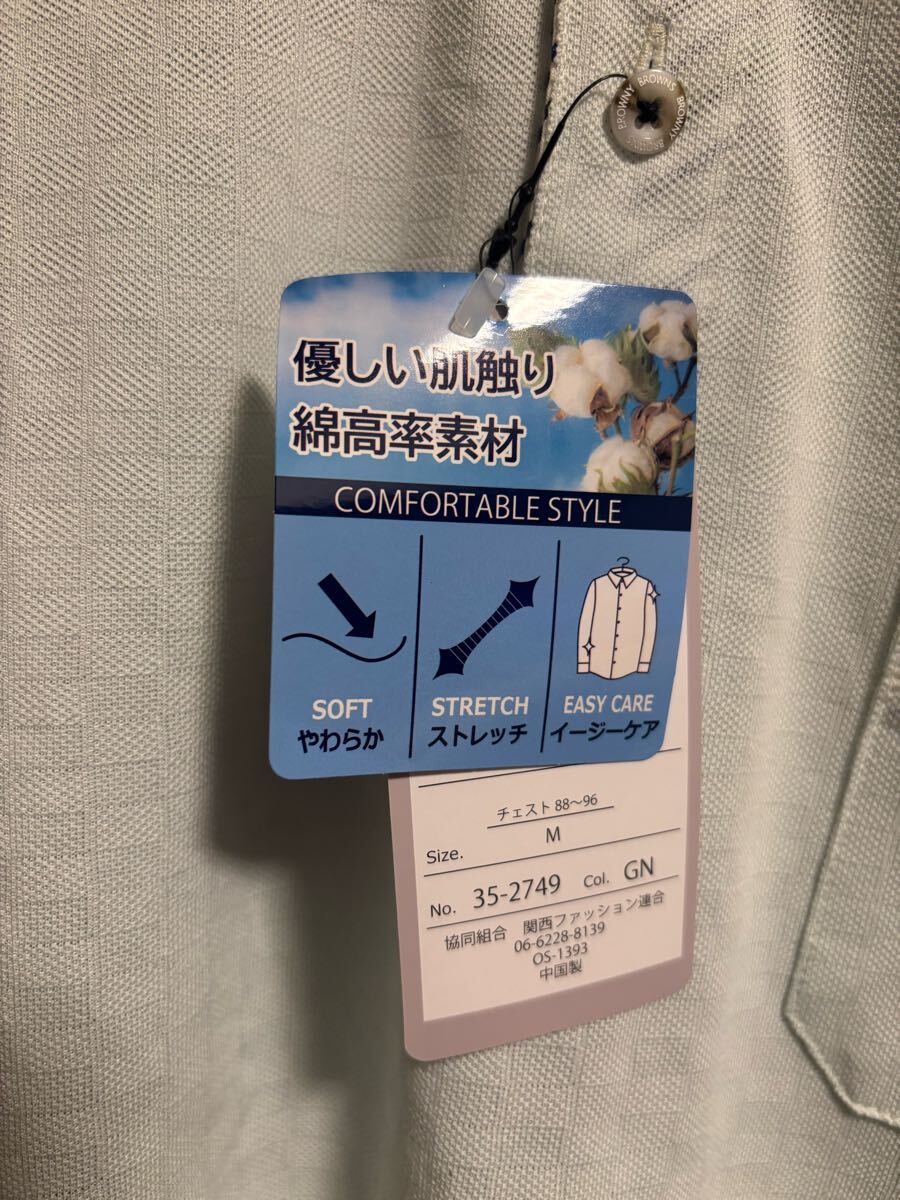 BROWNY BROWNS BROWNY
優しい肌触り
綿高率素材
COMFORTABLE STYLE
SOFT
やわらか
STRETCH
ストレッチ
EASY CARE
イージーケア
チェスト 88〜96
Size. M
No. 35-2749 Col. GN
協同組合 関西ファッション連合
06-6228-8139
OS-1393
中国製